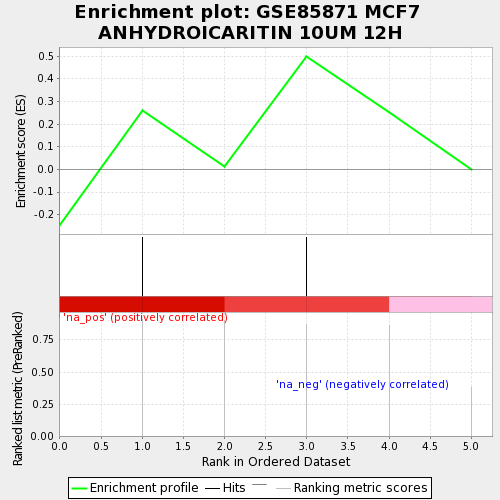 Enrichment plot: GSE85871 MCF7
ANHYDROICARITIN 10UM 12H
Enrichment score (ES)
0.5
0.4
0.3
0.2
0.1
0.0
-0.1
-0.2
'na_pos' (positively correlated)
Ranked list metric (PreRanked)
0.75
0.50
0.25
0.00
'na_neg' (negatively correlated)
0.0 0.5 1.0 1.5 2.0 2.5 3.0 3.5 4.0 4.5 5.0
Rank in Ordered Dataset
Enrichment profile Hits Ranking metric scores